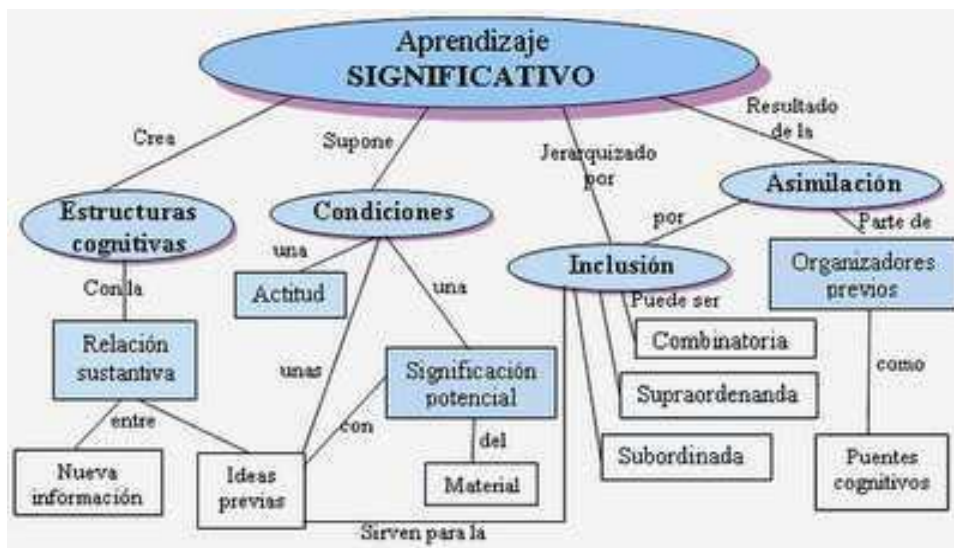 Aprendizaje
SIGNIFICATIVO
Crea
Supone
Jerarquizado
por
Resultado
de la
Estructuras
cognitivas
Condiciones
Asimilación
por
Parte de
Inclusión
Organizadores
previos
Con la
una
Actitud
una
Puede ser
Combinatoria
Relación
sustantiva
unas
Significación
potencial
como
Supraordenanda
entre
con
del
Subordinada
Nueva
información
Ideas
previas
Material
Puentes
cognitivos
Sirven para la